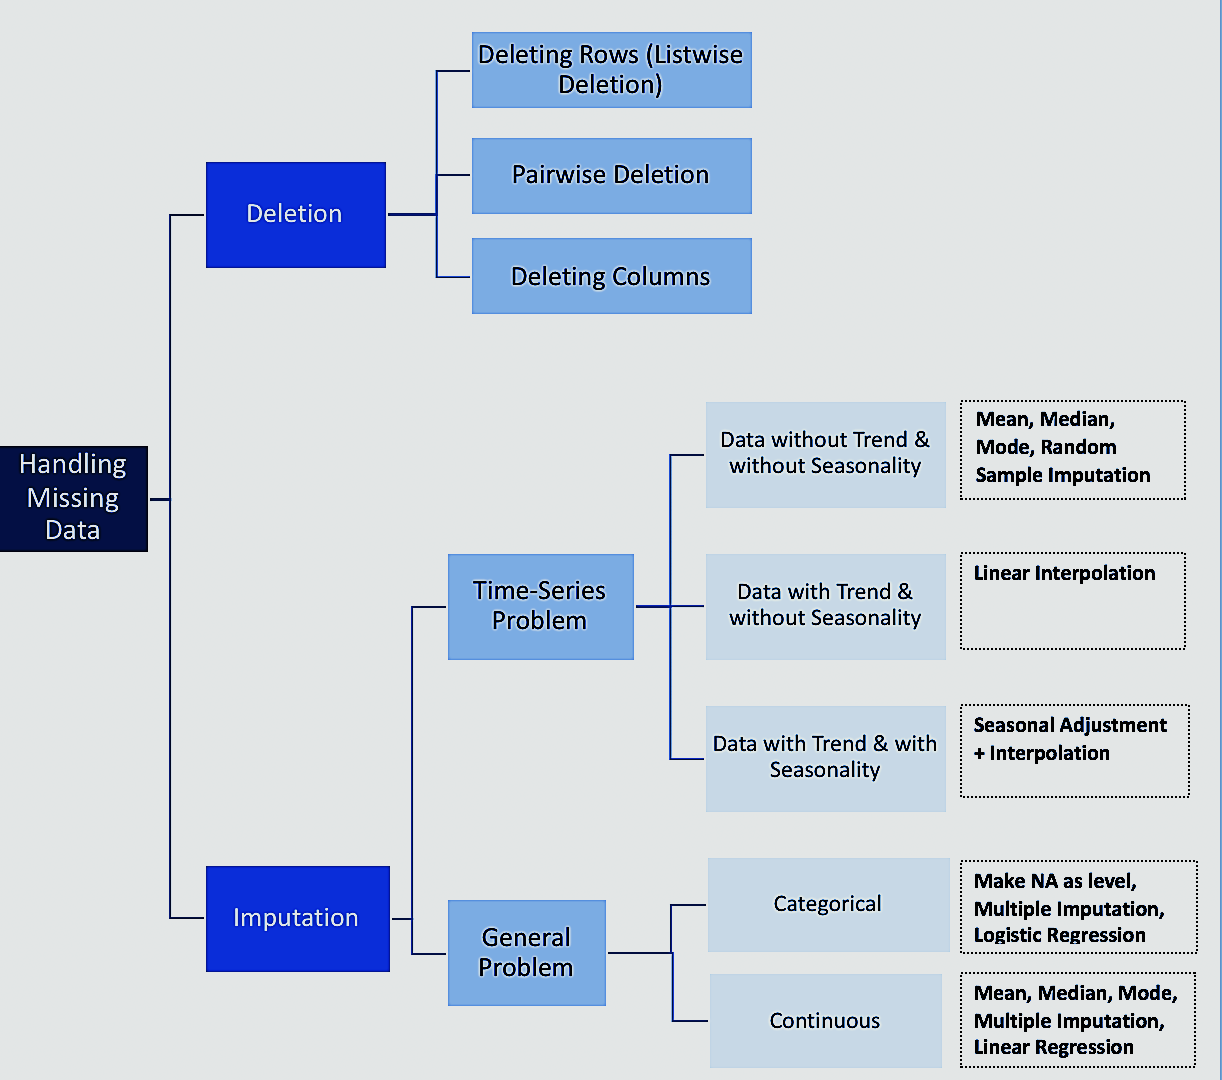 Deleting Rows (Listwise
Deletion)
Pairwise Deletion
Deletion
Deleting Columns
Handling
Missing
Data
Data without Trend &
without Seasonality
Mean, Median,
Mode, Random
Sample Imputation
Time-Series
Problem
Data with Trend &
without Seasonality
Linear Interpolation
Data with Trend & with
Seasonality
Seasonal Adjustment
+ Interpolation
Imputation
General
Problem
Categorical
Make NA as level,
Multiple Imputation,
Logistic Regression
Continuous
Mean, Median, Mode,
Multiple Imputation,
Linear Regression